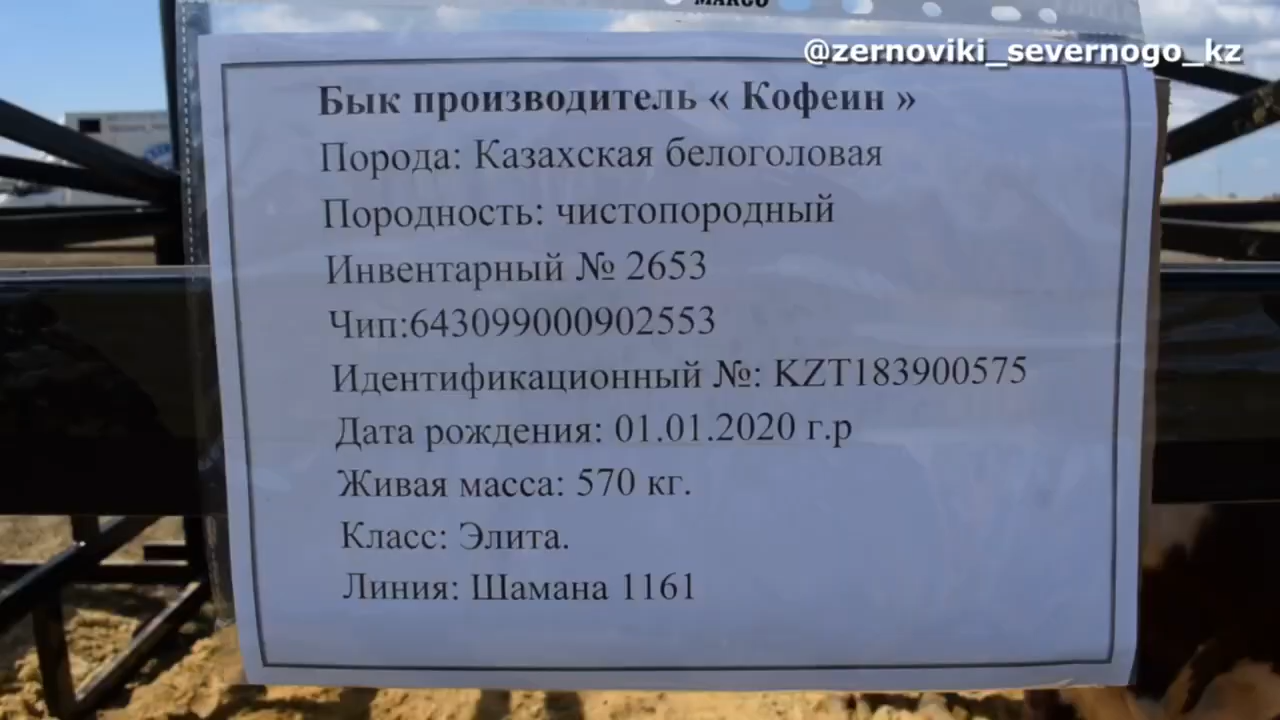 MARGO
@zernoviki_severnogo_kz
Бык производитель « Кофеин »
Порода: Казахская белоголовая
Породность: чистопородный
Инвентарный № 2653
Чип:643099000902553
Идентификационный №: KZT183900575
Дата рождения: 01.01.2020 г.р
Живая масса: 570 кг.
Класс: Элита.
Линия: Шамана 1161